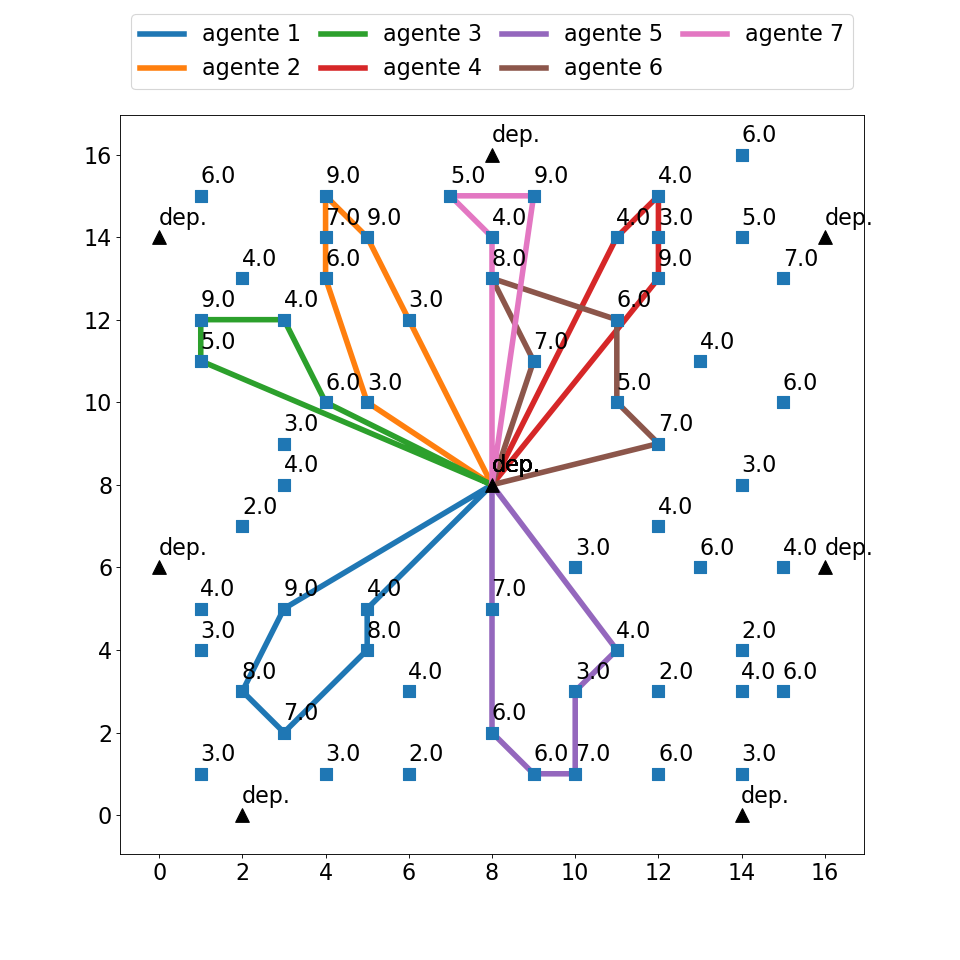 agente 1 agente 3 agente 5 agente 7
agente 2 agente 4 agente 6
dep. 6.0
16
6.0 9.0 5.0 9.0 4.0
dep. 7.0 9.0 4.0 4.0 3.0 5.0 dep.
14
4.0 6.0 8.0 9.0 7.0
9.0 4.0 3.0 6.0
12
5.0 7.0 4.0
6.0 3.0 5.0 6.0
10
3.0 7.0
4.0 dep. 3.0
8
2.0 4.0
dep. 3.0 6.0 4.0 dep.
6
4.0 9.0 4.0 7.0
3.0 8.0 4.0 2.0
4
8.0 4.0 3.0 2.0 4.0 6.0
7.0 6.0
2
3.0 3.0 2.0 6.0 7.0 6.0 3.0
dep. dep.
0
0 2 4 6 8 10 12 14 16